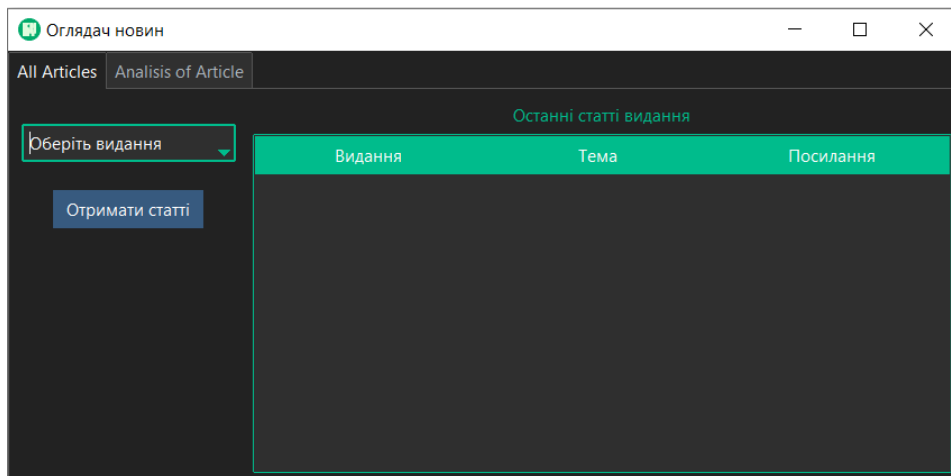 Оглядач новин
All Articles Analisis of Article
Останні статті видання
Оберіть видання
Видання Тема Посилання
Отримати статті